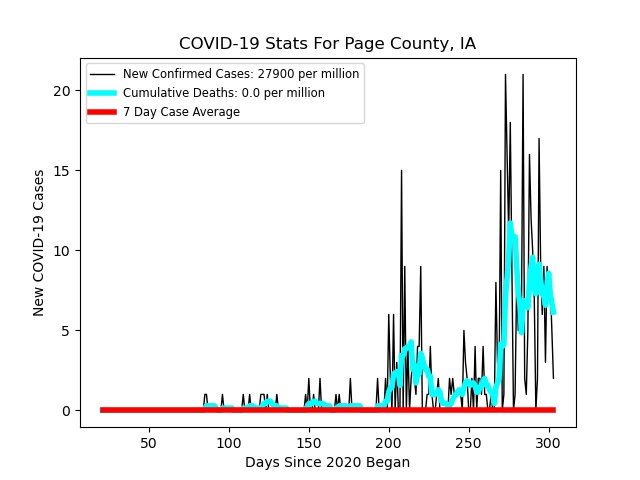 COVID-19 Stats For Page County, IA
New Confirmed Cases: 27900 per million
Cumulative Deaths: 0.0 per million
7 Day Case Average
New COVID-19 Cases
20
15
10
5
0
50 100 150 200 250 300
Days Since 2020 Began